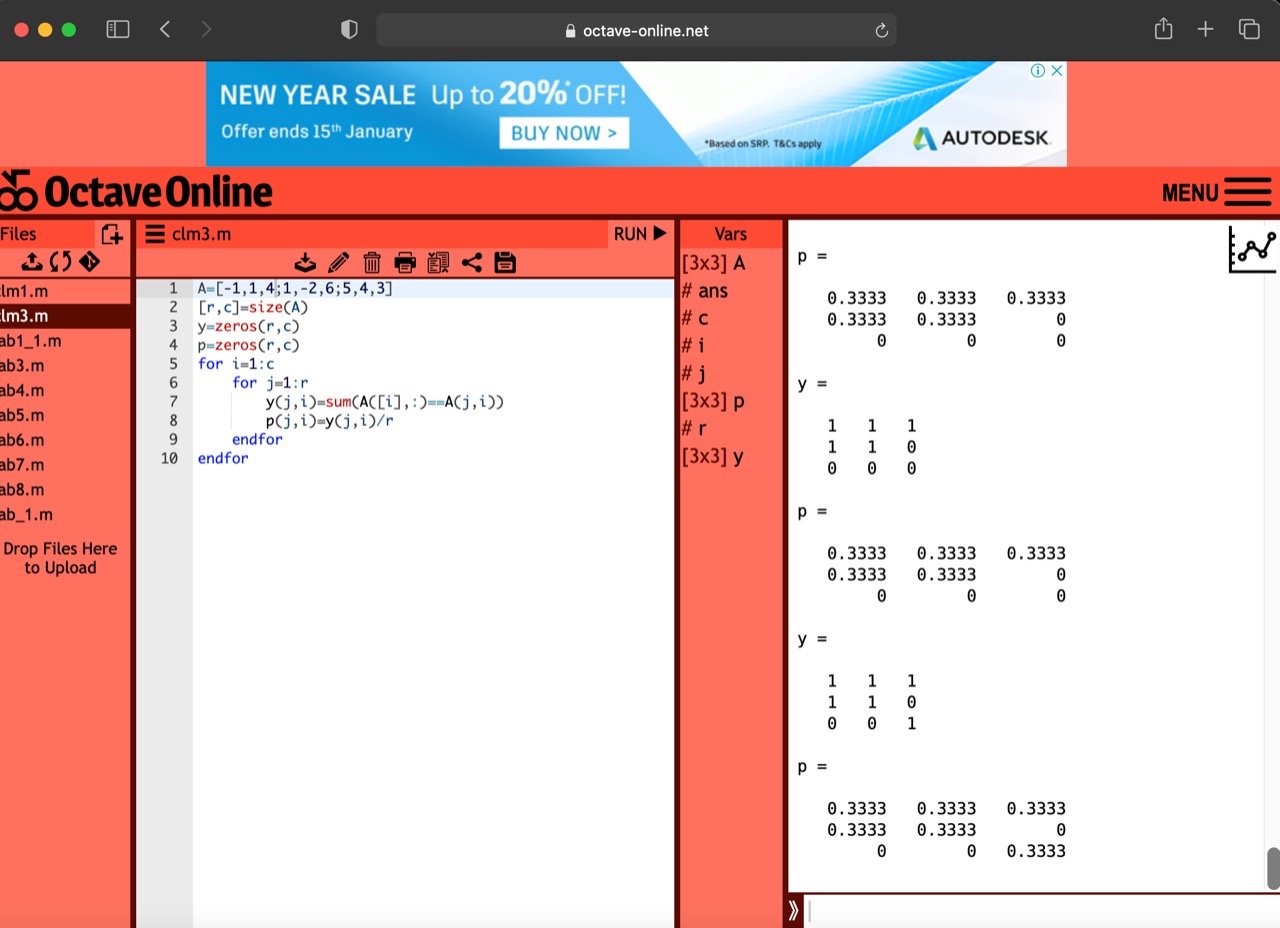 octave-online.net
NEW YEAR SALE Up to 20%* OFF!
Offer ends 15th January
BUY NOW >
*Based on SRP. T&Cs apply
AUTODESK
Octave Online
MENU
Files
clm3.m
RUN
Vars
lm1.m
lm3.m
ab1_1.m
ab3.m
ab4.m
ab5.m
ab6.m
ab7.m
ab8.m
ab_1.m
Drop Files Here
to Upload
1 A=[-1,1,4;1,-2,6;5,4,3]
2 [r,c]=size(A)
3 y=zeros(r,c)
4 p=zeros(r,c)
5 for i=1:c
6 for j=1:r
7 y(j,i)=sum(A([i],:)==A(j,i))
8 p(j,i)=y(j,i)/r
9 endfor
10 endfor
[3x3] A
# ans
# c
# i
# j
[3x3] p
# r
[3x3] y
p =
0.3333 0.3333 0.3333
0.3333 0.3333 0
0 0 0
y =
1 1 1
1 1 0
0 0 0
p =
0.3333 0.3333 0.3333
0.3333 0.3333 0
0 0 0
y =
1 1 1
1 1 0
0 0 1
p =
0.3333 0.3333 0.3333
0.3333 0.3333 0
0 0 0.3333